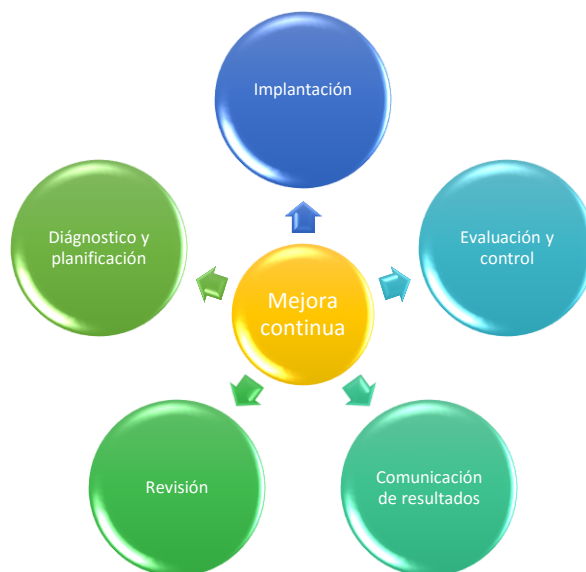 Implantación
Diágnostico y
planificación
Evaluación y
control
Mejora
continua
Revisión
Comunicación
de resultados